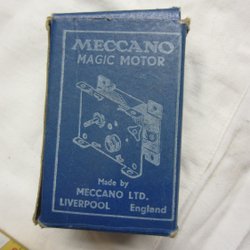 MECCANO
MAGIC MOTOR
Made by
MECCANO LTD.
LIVERPOOL England